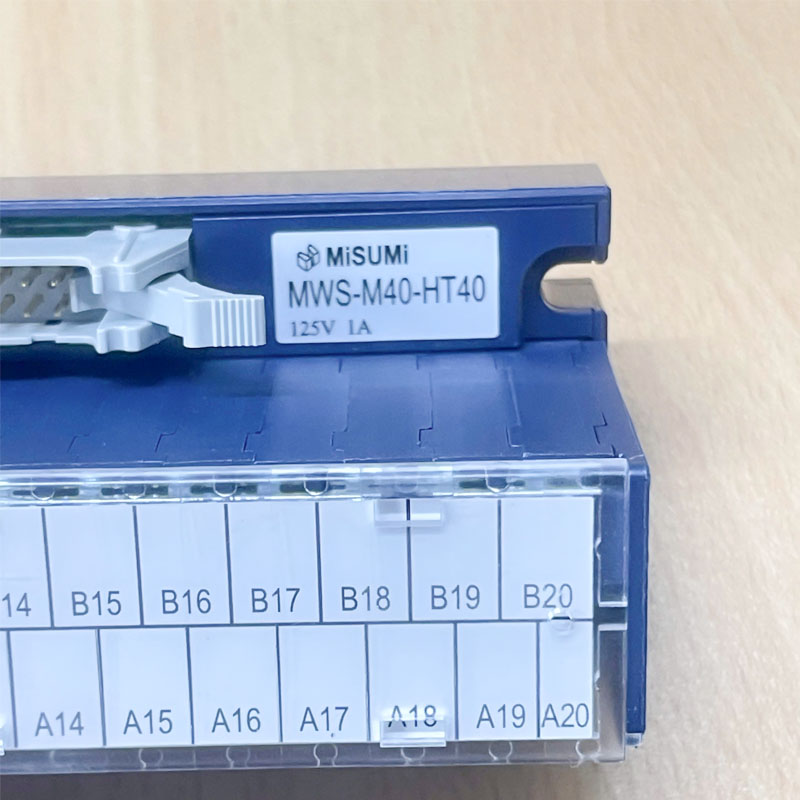 MiSUMi
MWS-M40-HT40
125V 1A
14 B15 B16 B17 B18 B19 B20
A14 A15 A16 A17 A18 A19 A20